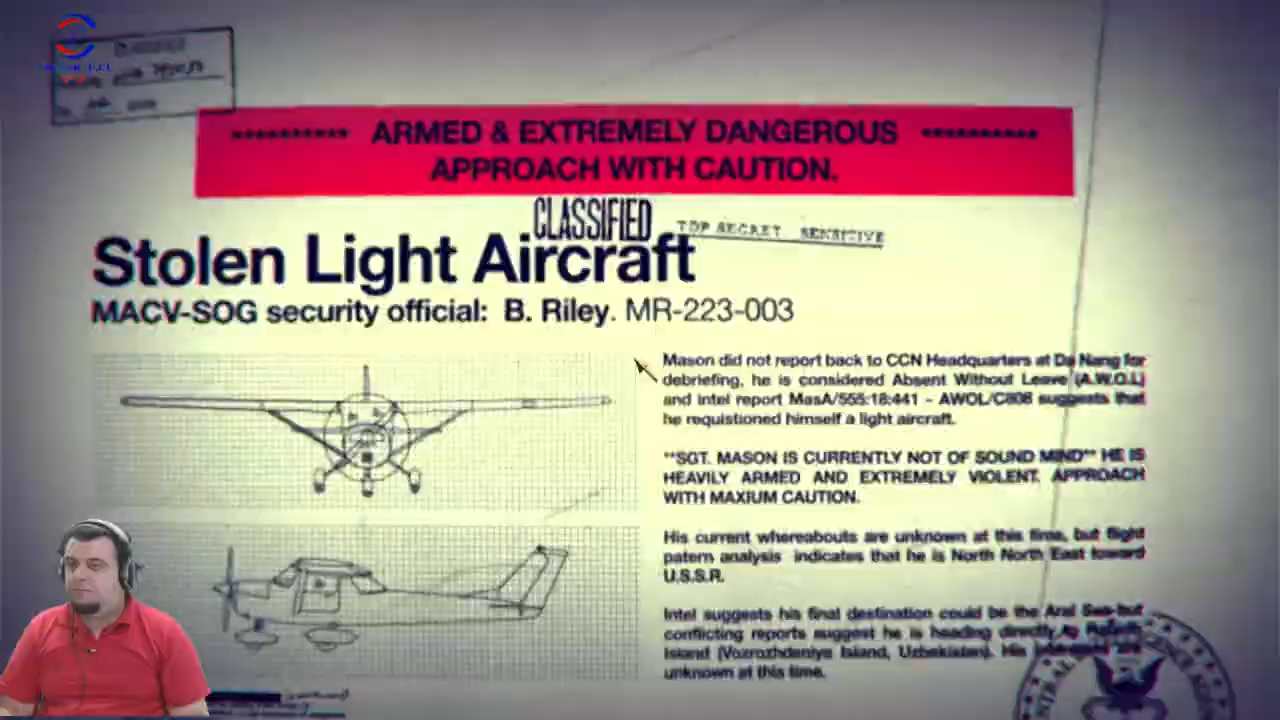 ********** ARMED & EXTREMELY DANGEROUS **********
APPROACH WITH CAUTION.
CLASSIFIED
TOP SECRET SENSITIVE
Stolen Light Aircraft
MACV-SOG security official: B. Riley. MR-223-003
Mason did not report back to CCN Headquarters at Da Nang for
debriefing, he is considered Absent Without Leave (A.W.O.L)
and intel report MasA/555:18:441 - AWOL/C808 suggests that
he requistioned himself a light aircraft.
**SGT. MASON IS CURRENTLY NOT OF SOUND MIND** HE IS
HEAVILY ARMED AND EXTREMELY VIOLENT. APPROACH
WITH MAXIUM CAUTION.
His current whereabouts are unknown at this time, but flight
patern analysis indicates that he is North North East toward
U.S.S.R.
Intel suggests his final destination could be the Aral Sea but
conflicting reports suggest he is heading directly to
Island (Vozrozhdeniye Island, Uzbekistan). His are
unknown at this time.